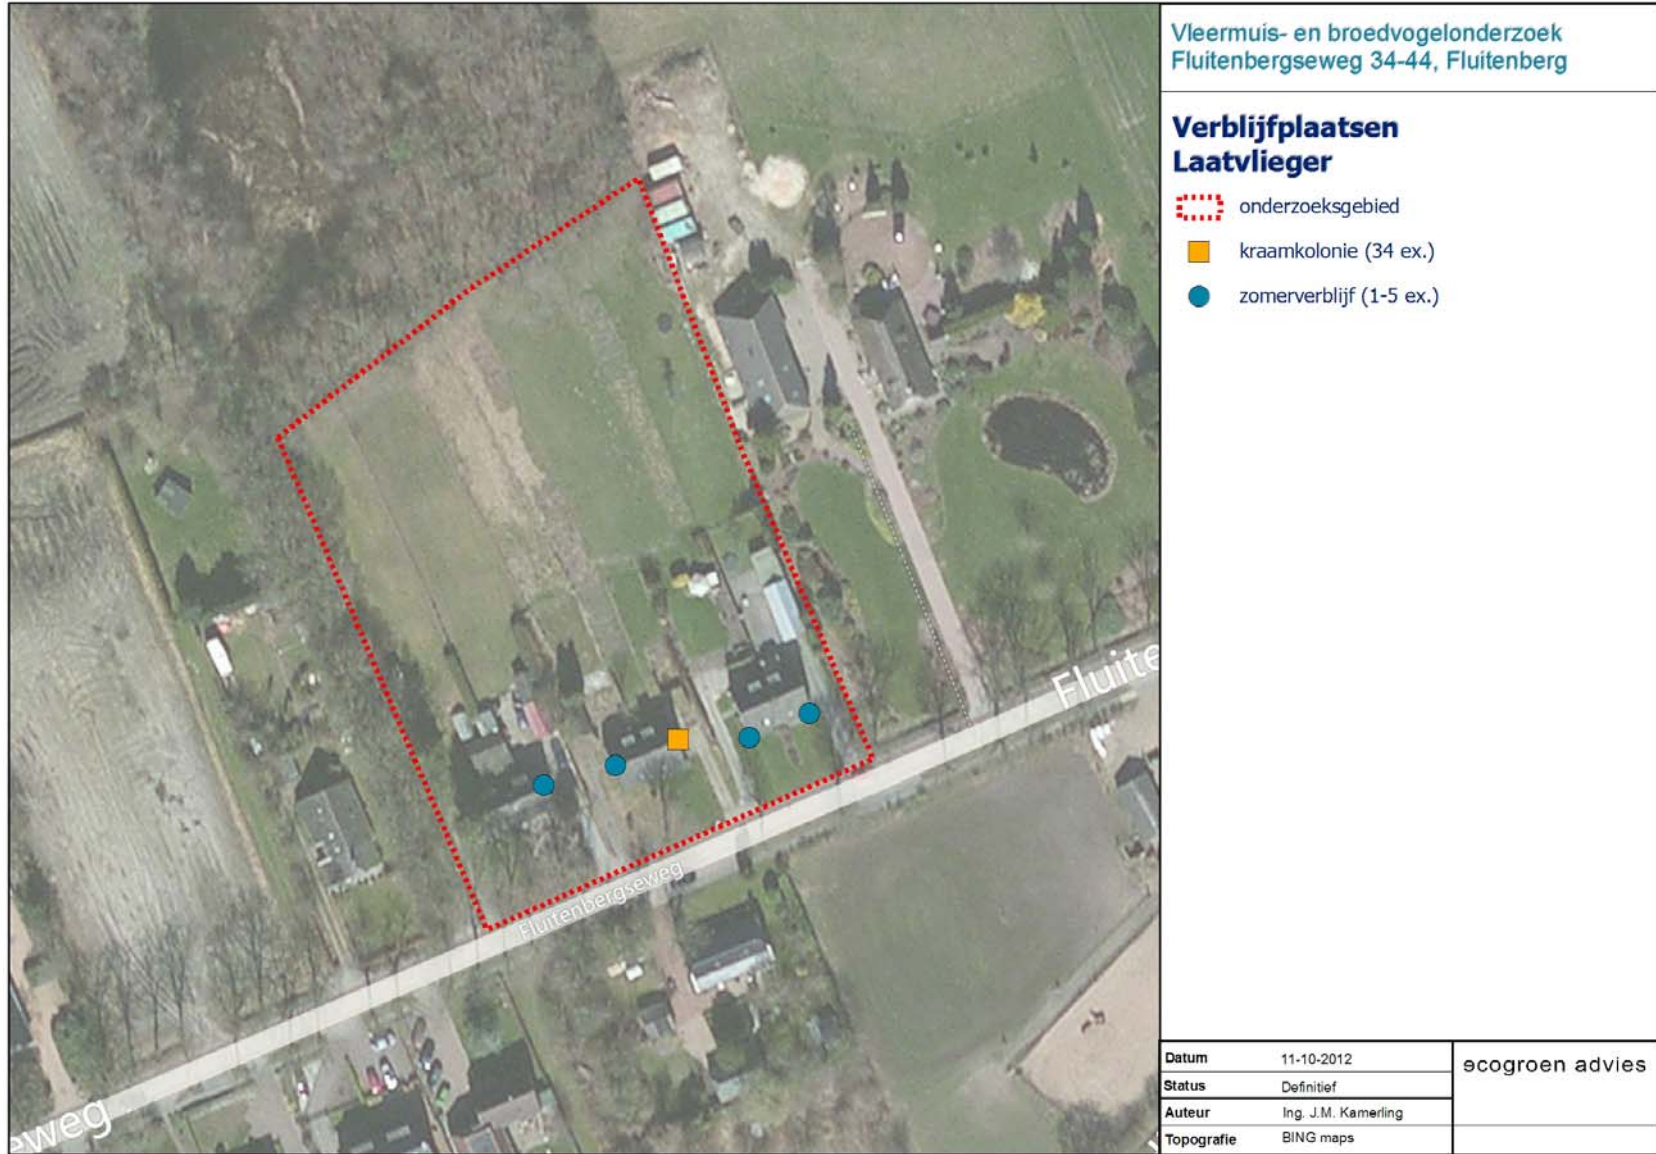 Vleermuis- en broedvogelonderzoek
Fluitenbergseweg 34-44, Fluitenberg
Verblijfplaatsen
Laatvlieger
onderzoeksgebied
kraamkolonie (34 ex.)
zomerverblijf (1-5 ex.)
Fluite
Fluitenbergseweg
eweg
Datum 11-10-2012
Status Definitief
Auteur Ing. J.M. Kamerling
Topografie BING maps
ecogroen advies